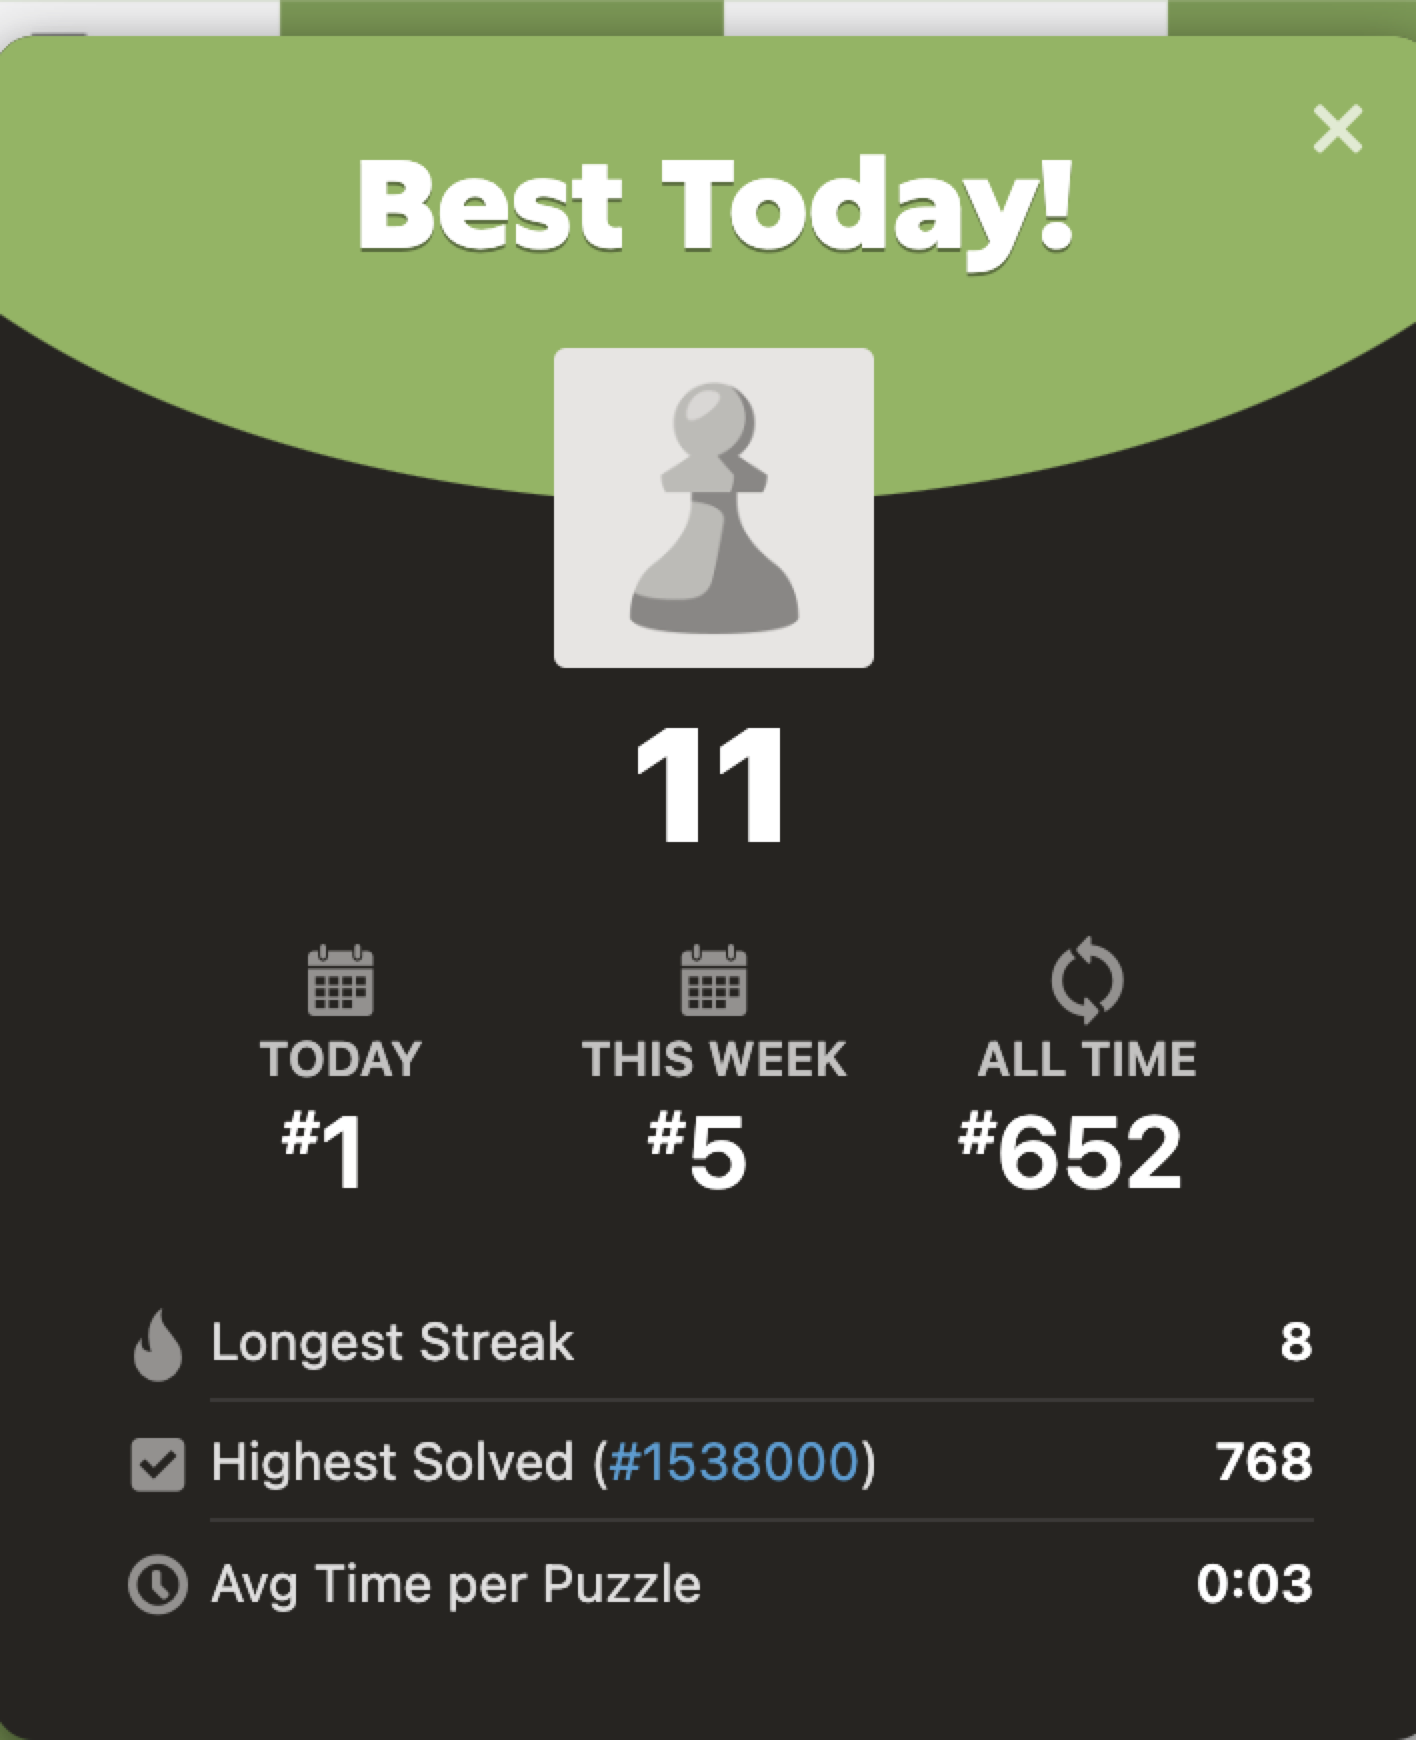 Best Today!
11
TODAY
THIS WEEK
ALL TIME
#1
#5
#652
Longest Streak 8
Highest Solved (#1538000) 768
Avg Time per Puzzle 0:03